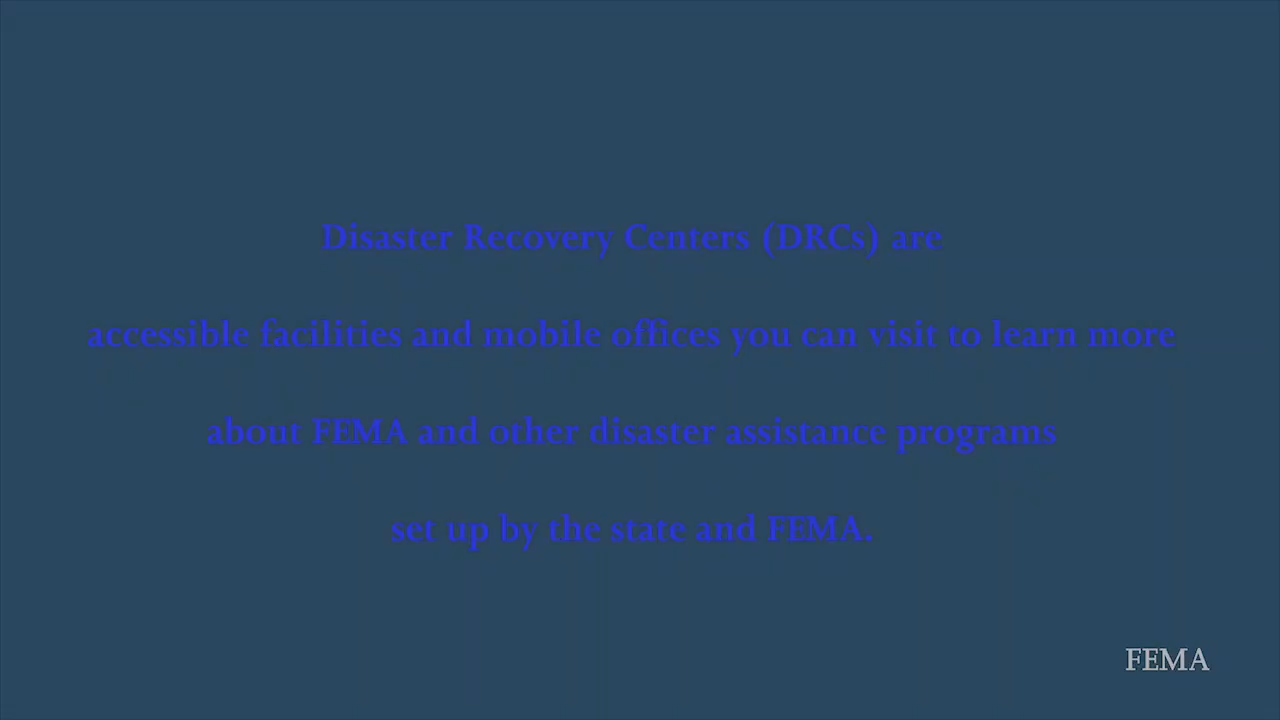 Disaster Recovery Centers (DRCs) are
accessible facilities and mobile offices you can visit to learn more
about FEMA and other disaster assistance programs
set up by the state and FEMA.
FEMA